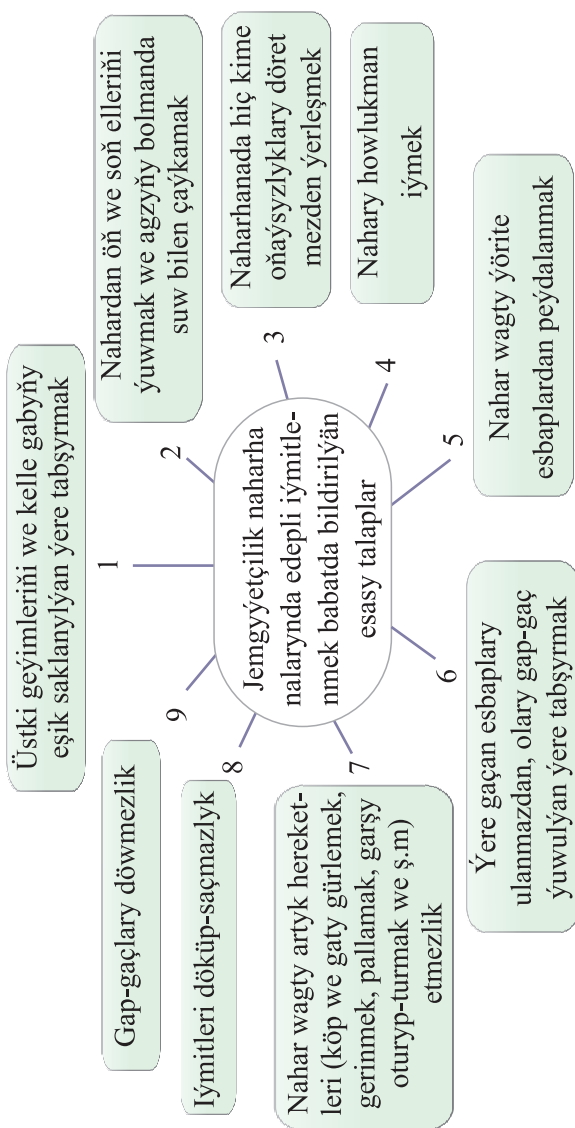 Jemgyýetçilik naharha
nalarynda edepli iýmitle-
nmek babatda bildirilýän
esasy talaplar
1
Üstki geýimleriňi we kelle gabyňy
eşik saklanylýan ýere tabşyrmak
2
Nahardan öň we soň elleriňi
ýuwmak we agzyňy bolmanda
suw bilen çaýkamak
3
Naharhanada hiç kime
oňaýsyzlyklary döret
mezden ýerleşmek
4
Nahary howlukman
iýmek
5
Nahar wagty ýörite
esbaplardan peýdalanmak
6
Ýere gaçan esbaplary
ulanmazdan, olary gap-gaç
ýuwulýan ýere tabşyrmak
7
Nahar wagty artyk hereket-
leri (köp we gaty gürlemek,
gerinmek, pallamak, garşy
oturyp-turmak we ş.m)
etmezlik
8
Iýmitleri döküp-saçmazlyk
9
Gap-gaçlary döwmezlik